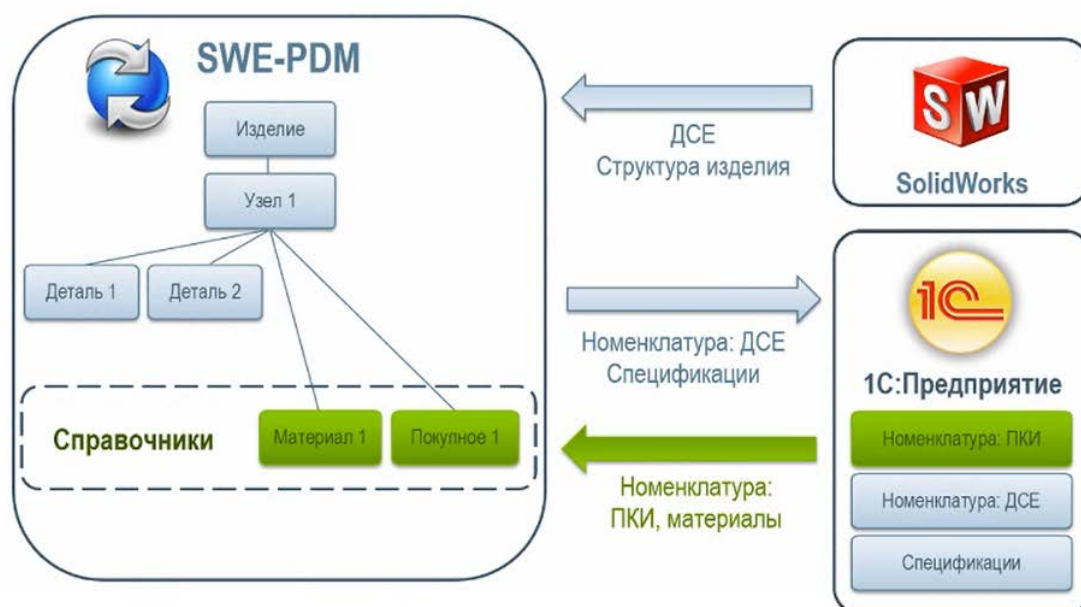 SWE-PDM
Изделие
Узел 1
Деталь 1
Деталь 2
Справочники
Материал 1
Покупное 1
ДСЕ
Структура изделия
Номенклатура: ДСЕ
Спецификации
Номенклатура:
ПКИ, материалы
SW
SolidWorks
1С
1С:Предприятие
Номенклатура: ПКИ
Номенклатура: ДСЕ
Спецификации